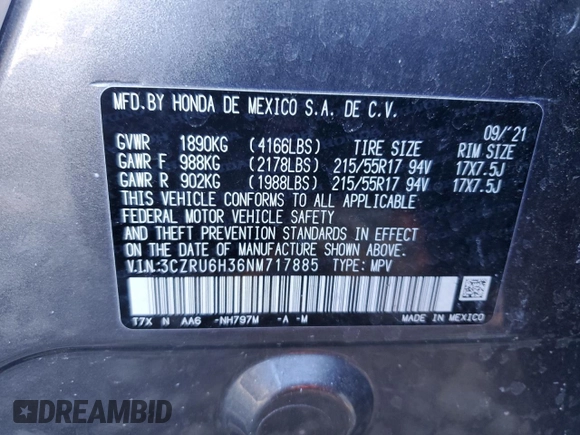 MFD.BY HONDA DE MEXICO S.A. DE C.V.
09/'21
GVWR 1890KG (4166LBS) TIRE SIZE RIM SIZE
GAWR F 988KG (2178LBS) 215/55R17 94V 17X7.5J
GAWR R 902KG (1988LBS) 215/55R17 94V 17X7.5J
THIS VEHICLE CONFORMS TO ALL APPLICABLE
FEDERAL MOTOR VEHICLE SAFETY
AND THEFT PREVENTION STANDARDS IN EFFECT
ON THE DATE OF MANUFACTURE SHOWN ABOVE.
V.I.N:3CZRU6H36NM717885 TYPE: MPV
T7X N AA6 -NH797M -A -M MADE IN MEXICO
DREAMBID